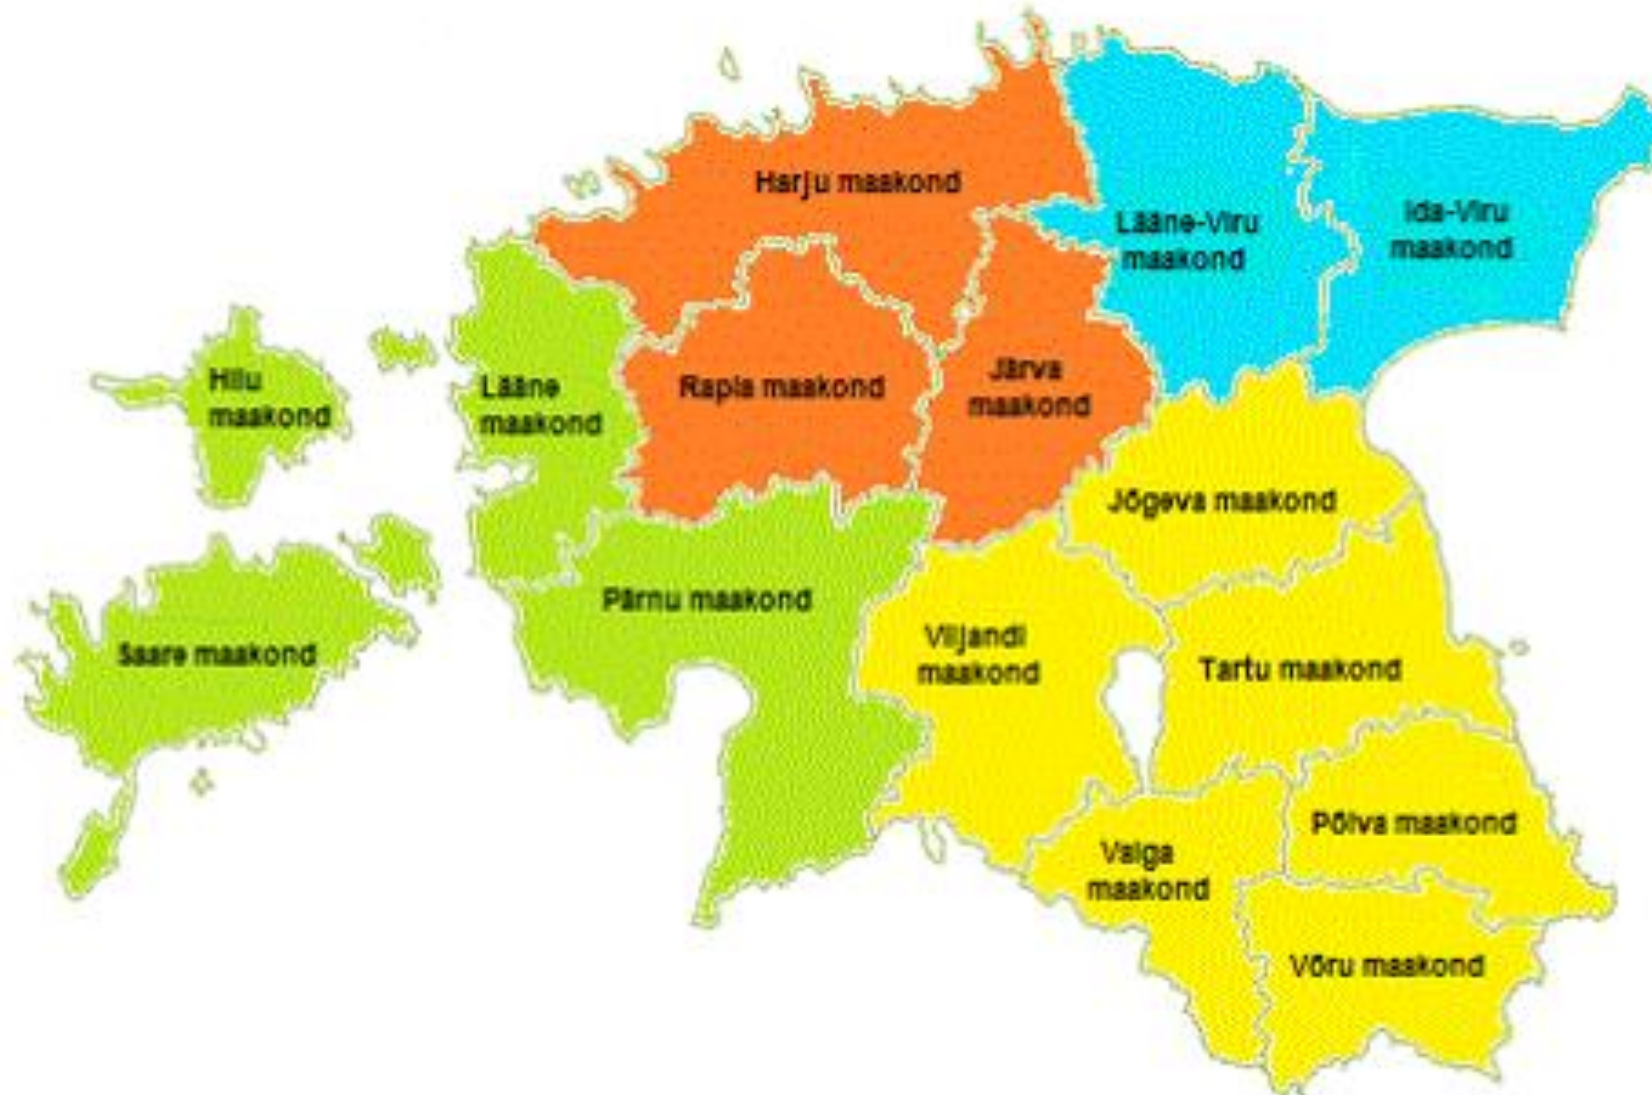 Harju maakond
Lääne-Viru
maakond
Ida-Viru
maakond
Hiiu
maakond
Lääne
maakond
Rapla maakond
Järva
maakond
Jõgeva maakond
Pärnu maakond
Saare maakond
Viljandi
maakond
Tartu maakond
Põlva maakond
Valga
maakond
Võru maakond